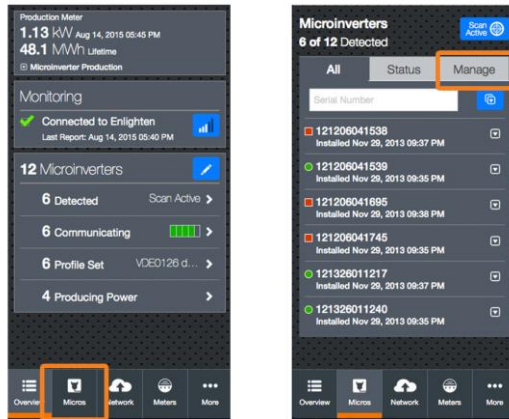 Production Meter
1.13 kW Aug 14, 2015 05:45 PM
48.1 MWh Lifetime
Microinverter Production
Monitoring
Connected to Enlighten
Last Report: Aug 14, 2015 05:40 PM
12 Microinverters
6 Detected Scan Active
6 Communicating
6 Profile Set VDE0126 d...
4 Producing Power
Overview Micros Network Meters More
Microinverters
6 of 12 Detected
Scan
Active
All Status Manage
Serial Number
121206041538
Installed Nov 29, 2013 09:37 PM
121206041539
Installed Nov 29, 2013 09:35 PM
121206041695
Installed Nov 29, 2013 09:38 PM
121206041745
Installed Nov 29, 2013 09:35 PM
121326011217
Installed Nov 29, 2013 09:37 PM
121326011240
Installed Nov 29, 2013 09:35 PM
Overview Micros Network Meters More